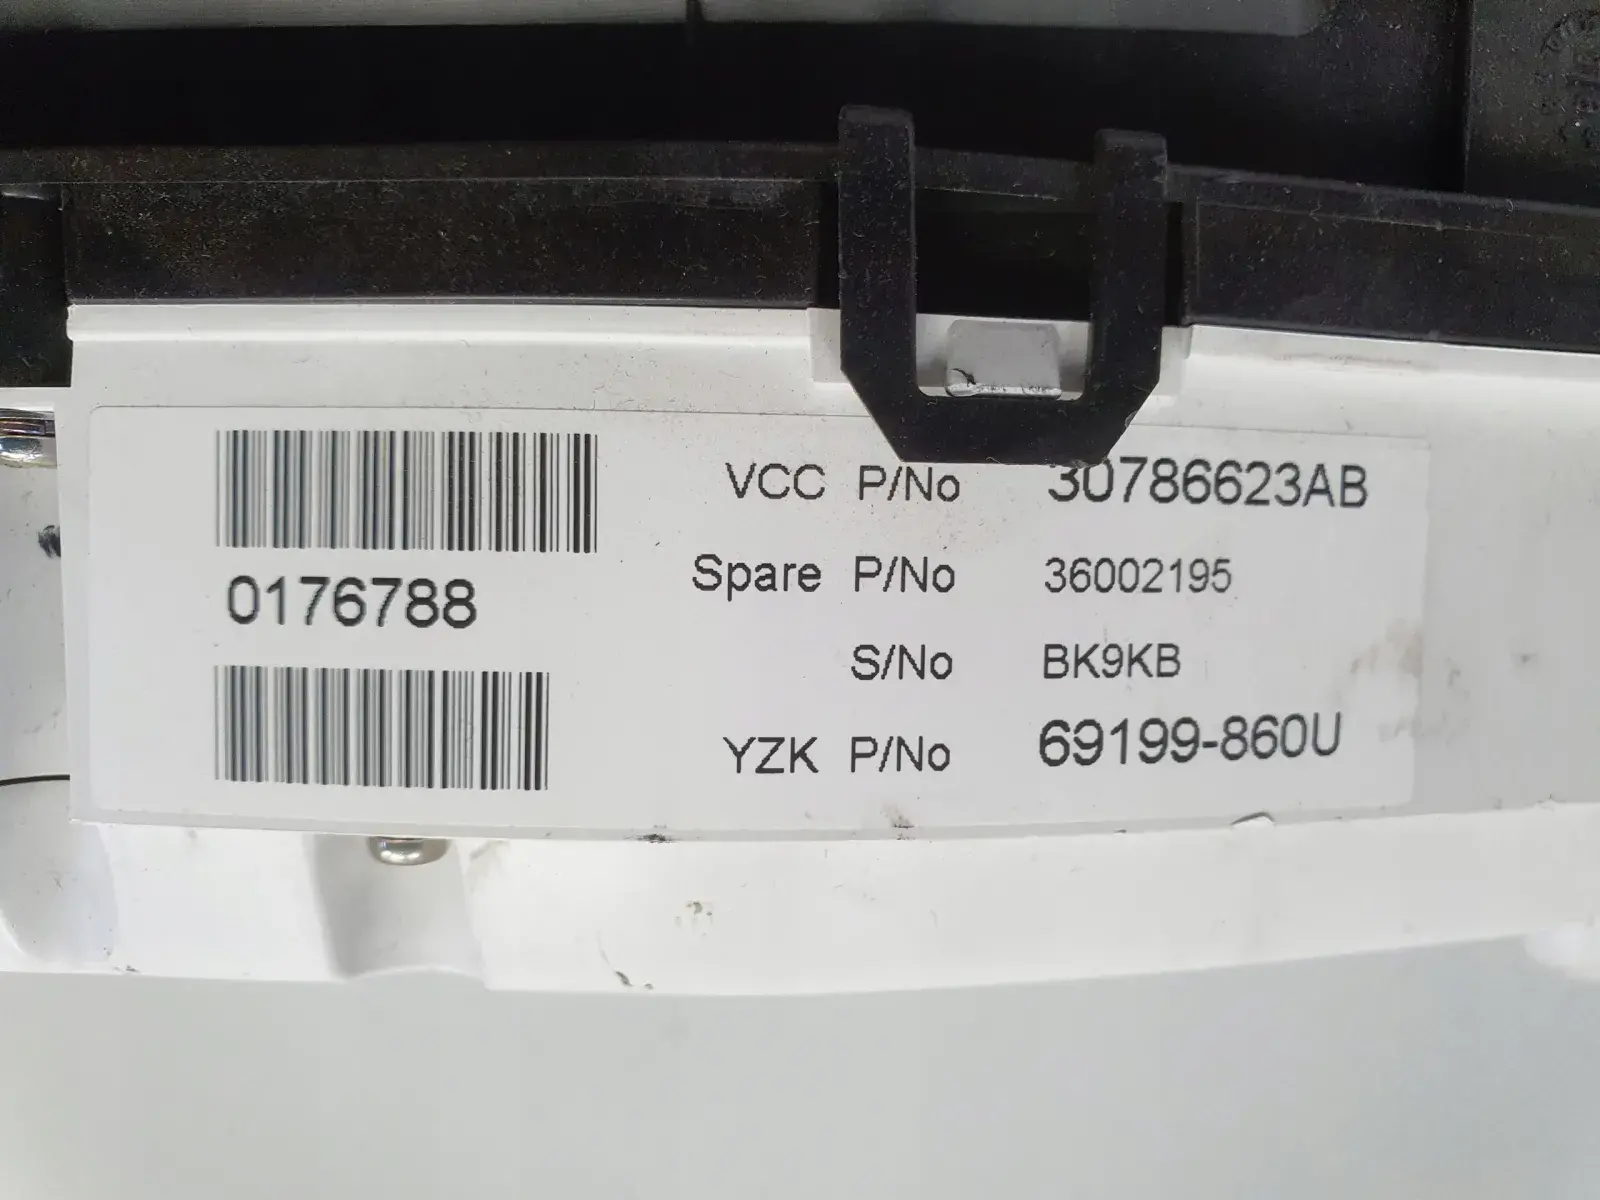 0176788
VCC P/No 30786623AB
Spare P/No 36002195
S/No BK9KB
YZK P/No 69199-860U